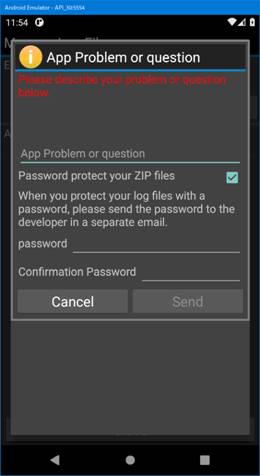 Android Emulator - API_30:5554
11:54
App Problem or question
Please describe your problem or question
below
App Problem or question
Password protect your ZIP files
When you protect your log files with a
password, please send the password to the
developer in a separate email.
password
Confirmation Password
Cancel
Send